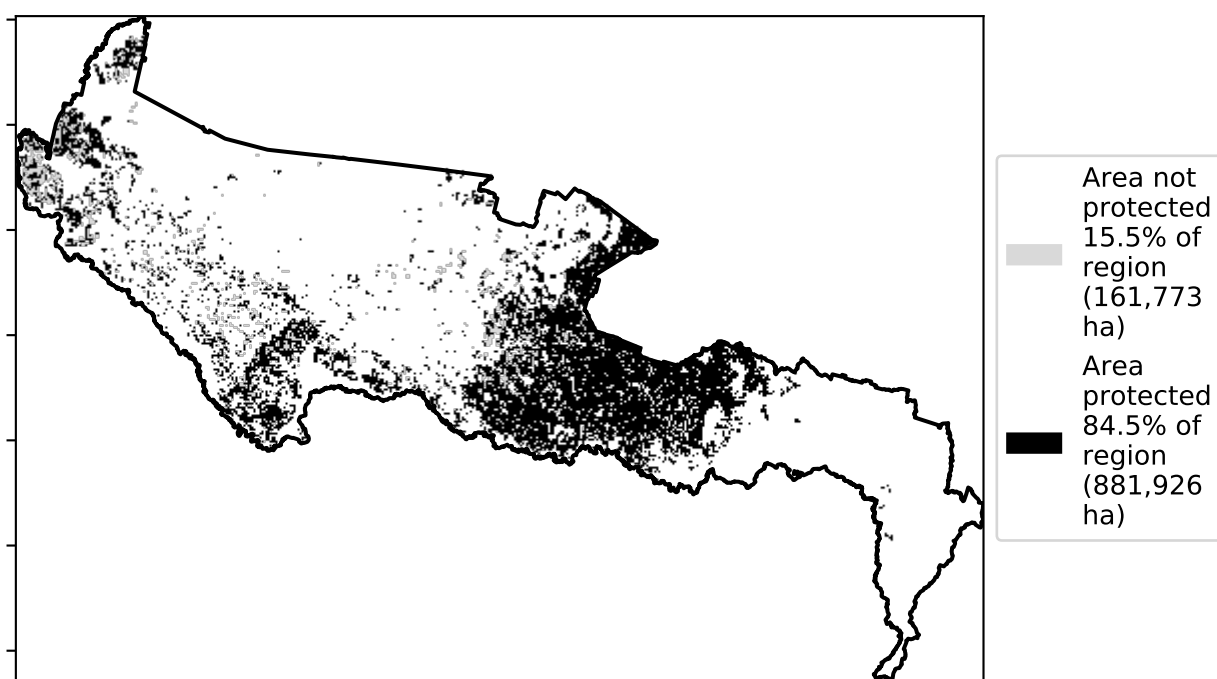 Area not
protected
15.5% of
region
(161,773
ha)
Area
protected
84.5% of
region
(881,926
ha)